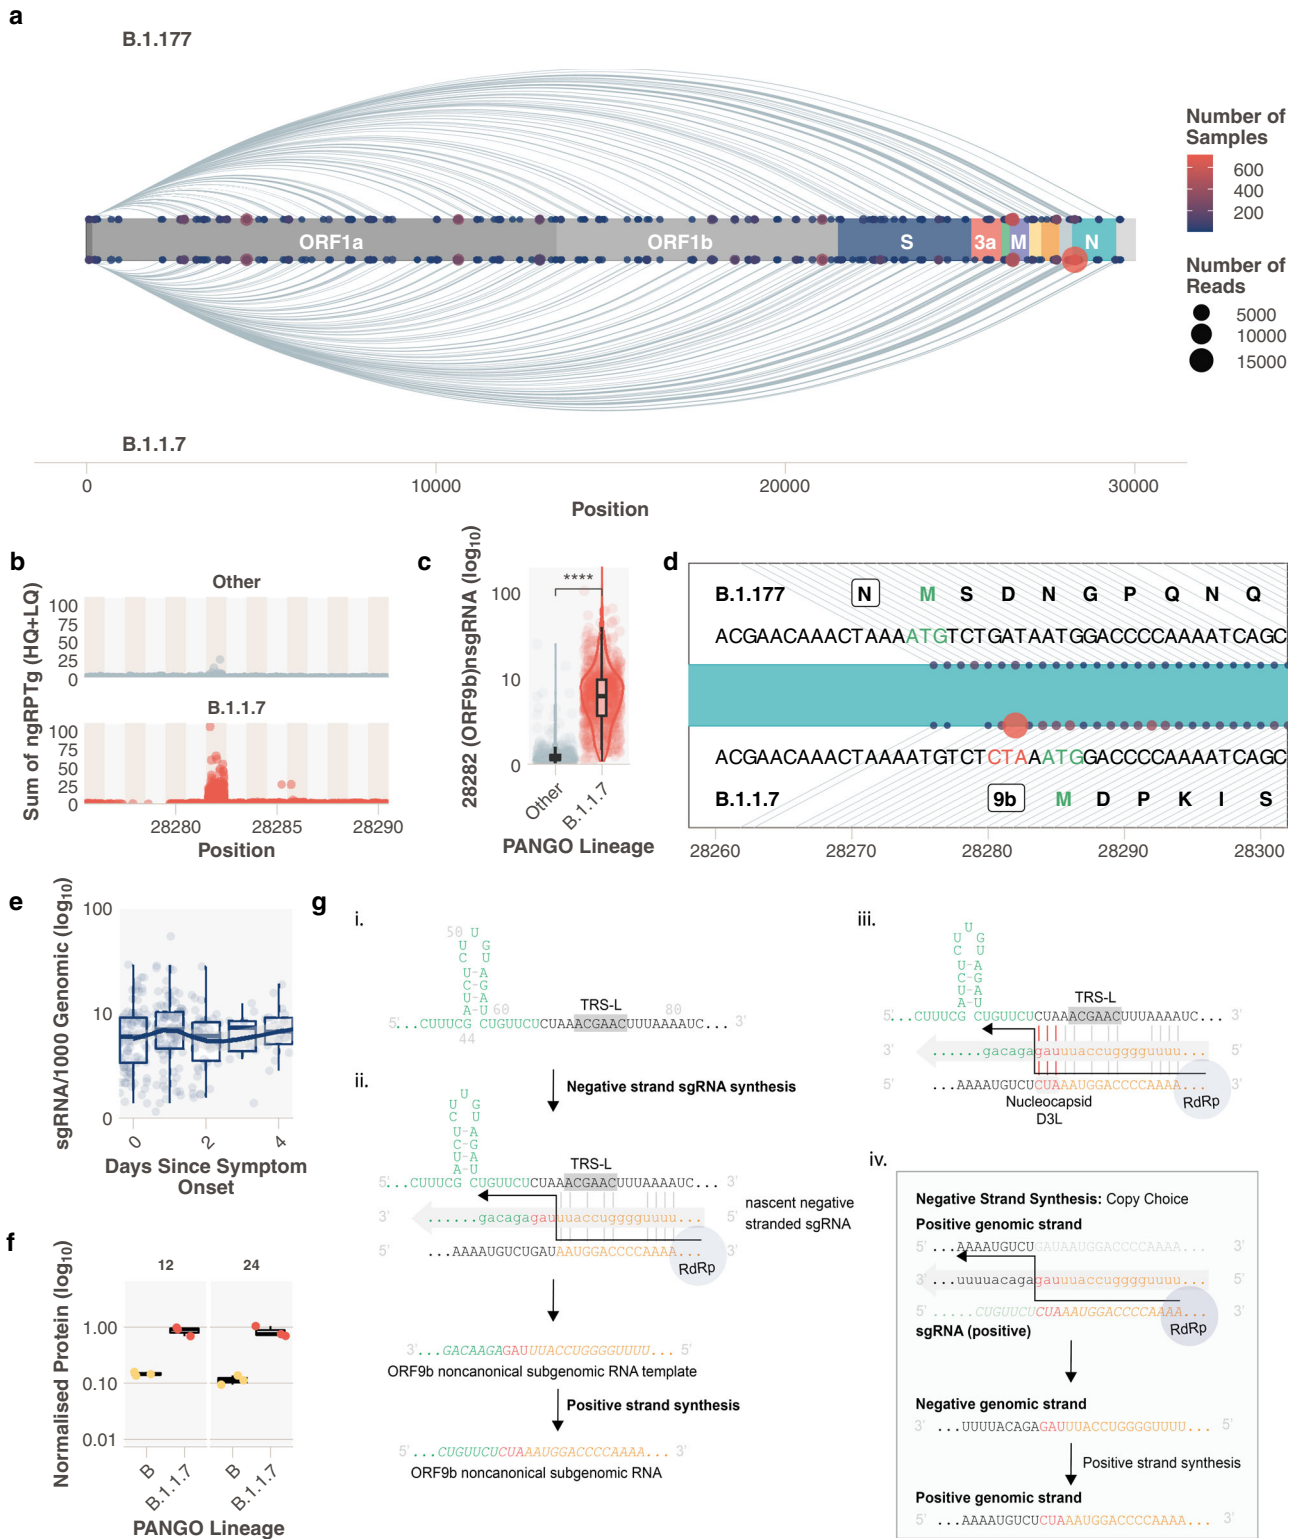 a
B.1.177
Number of
Samples
600
400
200
ORF1a
ORF1b
S
3a
M
N
Number of
Reads
5000
10000
15000
B.1.1.7
0
10000
20000
30000
Position
b
Other
100
75
50
25
0
B.1.1.7
100
75
50
25
0
Sum of ngRPTg (HQ+LQ)
28280
28285
28290
Position
c
28282 (ORF9b)nsgRNA (log10)
100
10
0
****
Other
B.1.1.7
PANGO Lineage
d
B.1.177
N
M S D N G P Q N Q
ACGAACAAACTAAAATGTCTGATAATGGACCCCAAAATCAGC
ACGAACAAACTAAAATGTCTCTAAATGGACCCCAAAATCAGC
B.1.1.7
9b
M D P K I S
28260
28270
28280
28290
28300
e
sgRNA/1000 Genomic (log10)
100
10
0
0
2
4
Days Since Symptom
Onset
f
12
24
Normalised Protein (log10)
1.00
0.10
0.01
B
B.1.1.7
B
B.1.1.7
PANGO Lineage
g
i.
50
U
U G
C U
U-A
C-G
U-A
A-U
60
TRS-L
80
5' ...CUUUCG CUGUUCUCUAAACGAACUUUAAAAUC... 3'
44
Negative strand sgRNA synthesis
ii.
U
U G
C U
U-A
C-G
U-A
A-U
TRS-L
5' ...CUUUCG CUGUUCUCUAAACGAACUUUAAAAUC... 3'
3' ......gacagagauuuaccugggguuuu... 5'
nascent negative
stranded sgRNA
5' ...AAAAUGUCUGAUAAUGGACCCCAAAA... 3'
RdRp
3' ...GACAAGAGAUUUACCUGGGGUUUU... 5'
ORF9b noncanonical subgenomic RNA template
Positive strand synthesis
5' ...CUGUUCUCUAAAUGGACCCCAAAA... 3'
ORF9b noncanonical subgenomic RNA
iii.
U
U G
C U
U-A
C-G
U-A
A-U
TRS-L
5' ...CUUUCG CUGUUCUCUAAACGAACUUUAAAAUC... 3'
3' ......gacagagauuuaccugggguuuu... 5'
5' ...AAAAUGUCUCUAAAUGGACCCCAAAA... 3'
Nucleocapsid
D3L
RdRp
iv.
Negative Strand Synthesis: Copy Choice
Positive genomic strand
5' ...AAAAUGUCUGAUAAUGGACCCCAAAA... 3'
3' ...uuuuacagagauuuaccugggguuuu... 5'
5' ...CUGUUCUCUAAAUGGACCCCAAAA... 3'
sgRNA (positive)
RdRp
Negative genomic strand
3' ...UUUUACAGAGAUUUACCUGGGGUUUU... 5'
Positive strand synthesis
Positive genomic strand
5' ...AAAAUGUCUCUAAAUGGACCCCAAAA... 3'